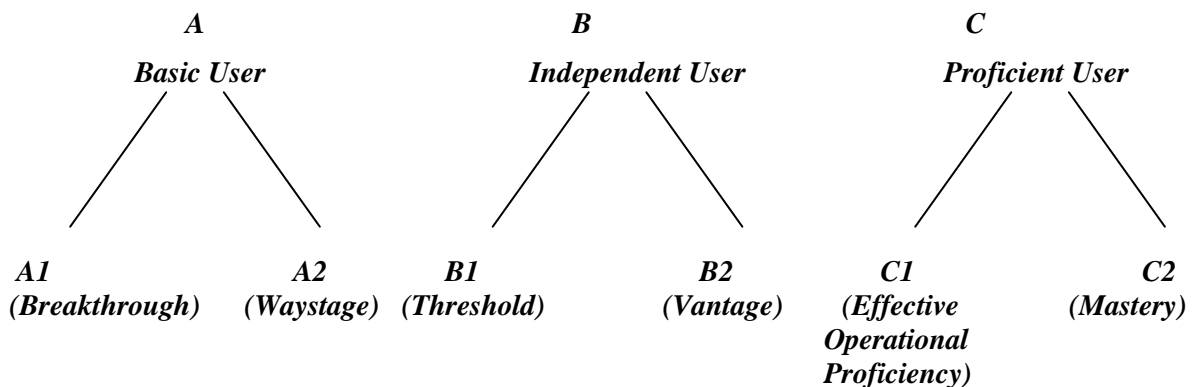 A B C
Basic User Independent User Proficient User
A1 A2 B1 B2 C1 C2
(Breakthrough) (Waystage) (Threshold) (Vantage) (Effective (Mastery)
Operational
Proficiency)